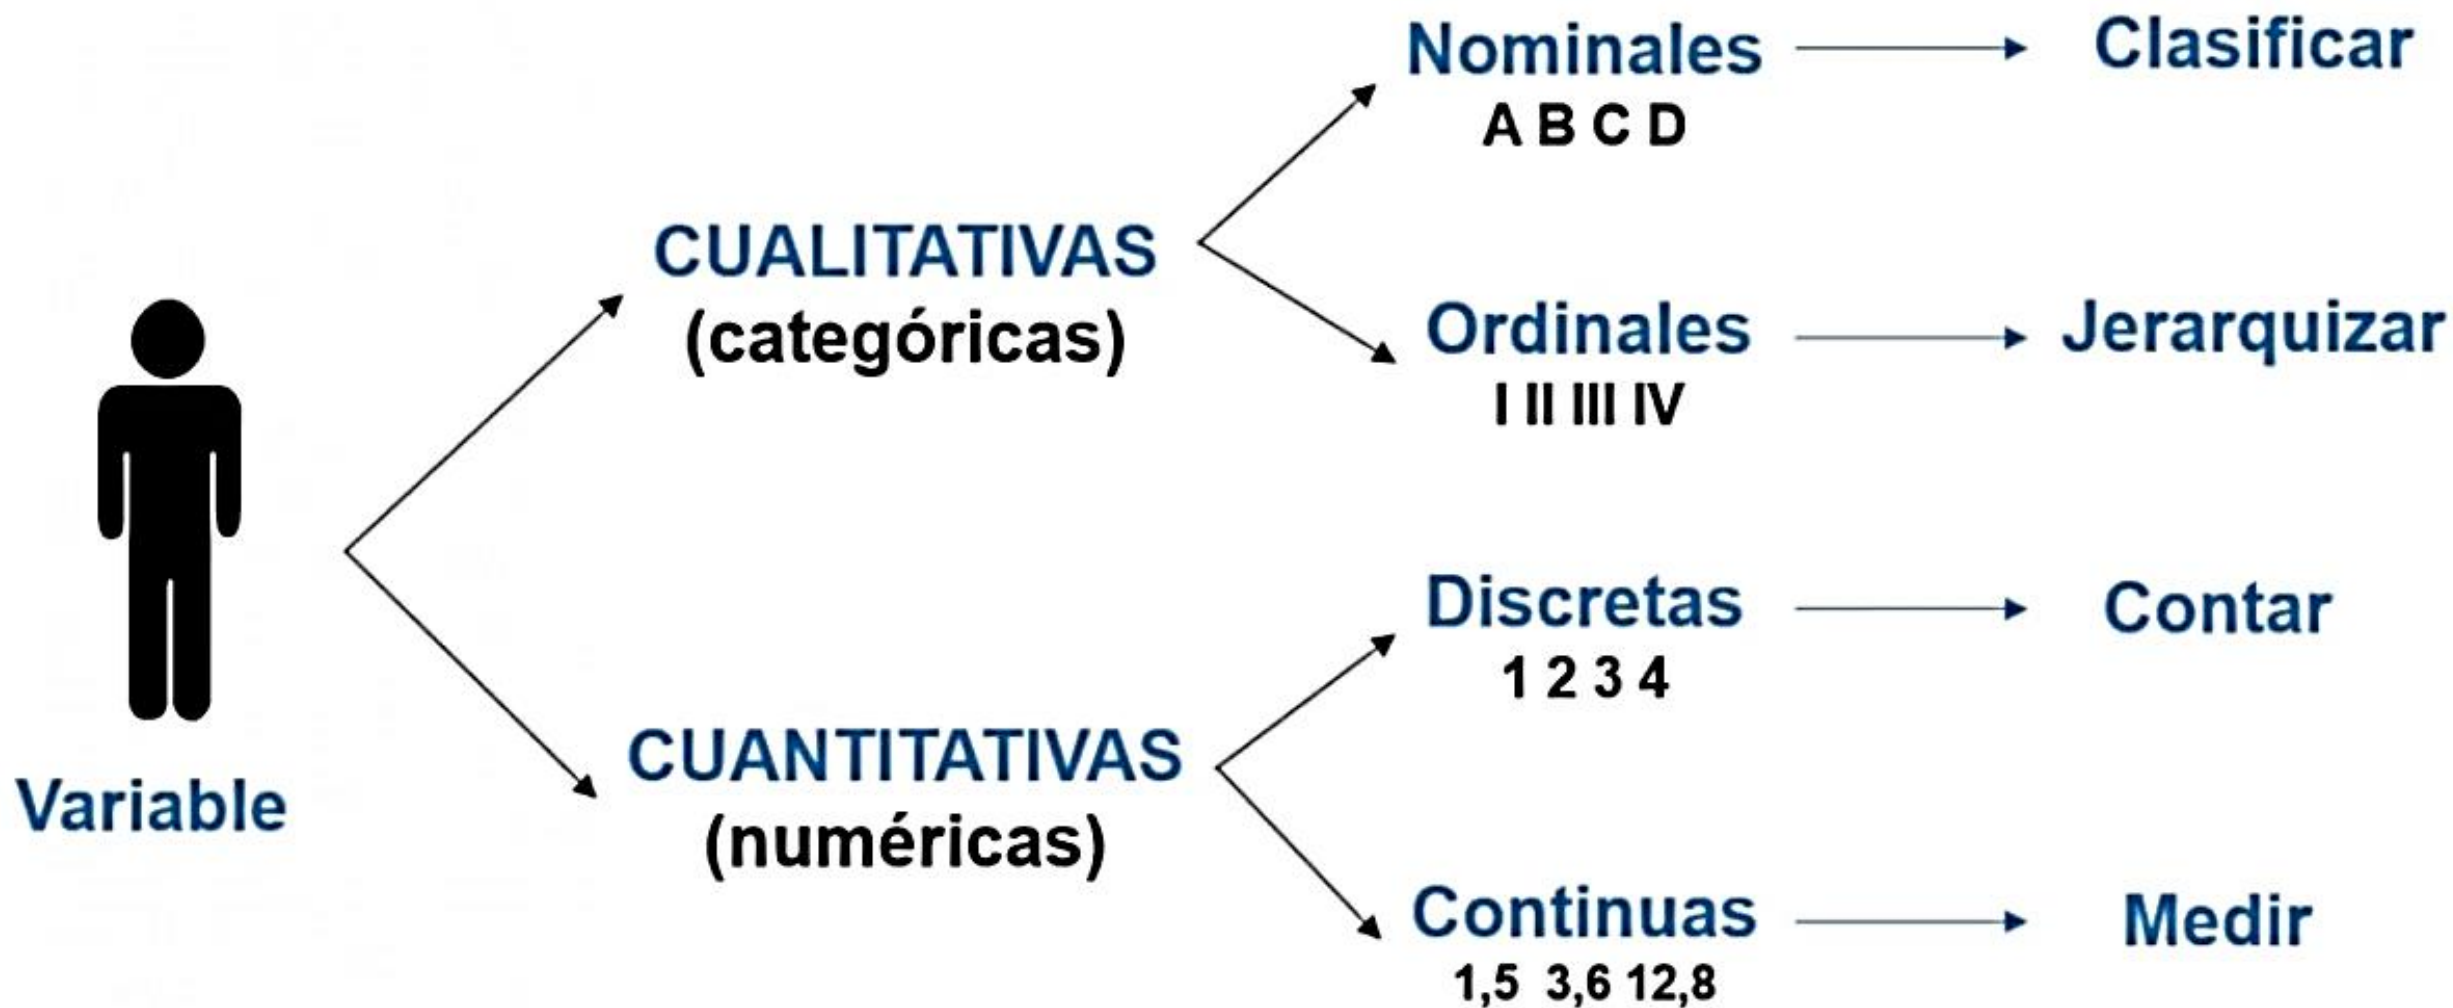 Variable
CUALITATIVAS
(categóricas)
Nominales
A B C D
Clasificar
Ordinales
I II III IV
Jerarquizar
CUANTITATIVAS
(numéricas)
Discretas
1 2 3 4
Contar
Continuas
1,5 3,6 12,8
Medir